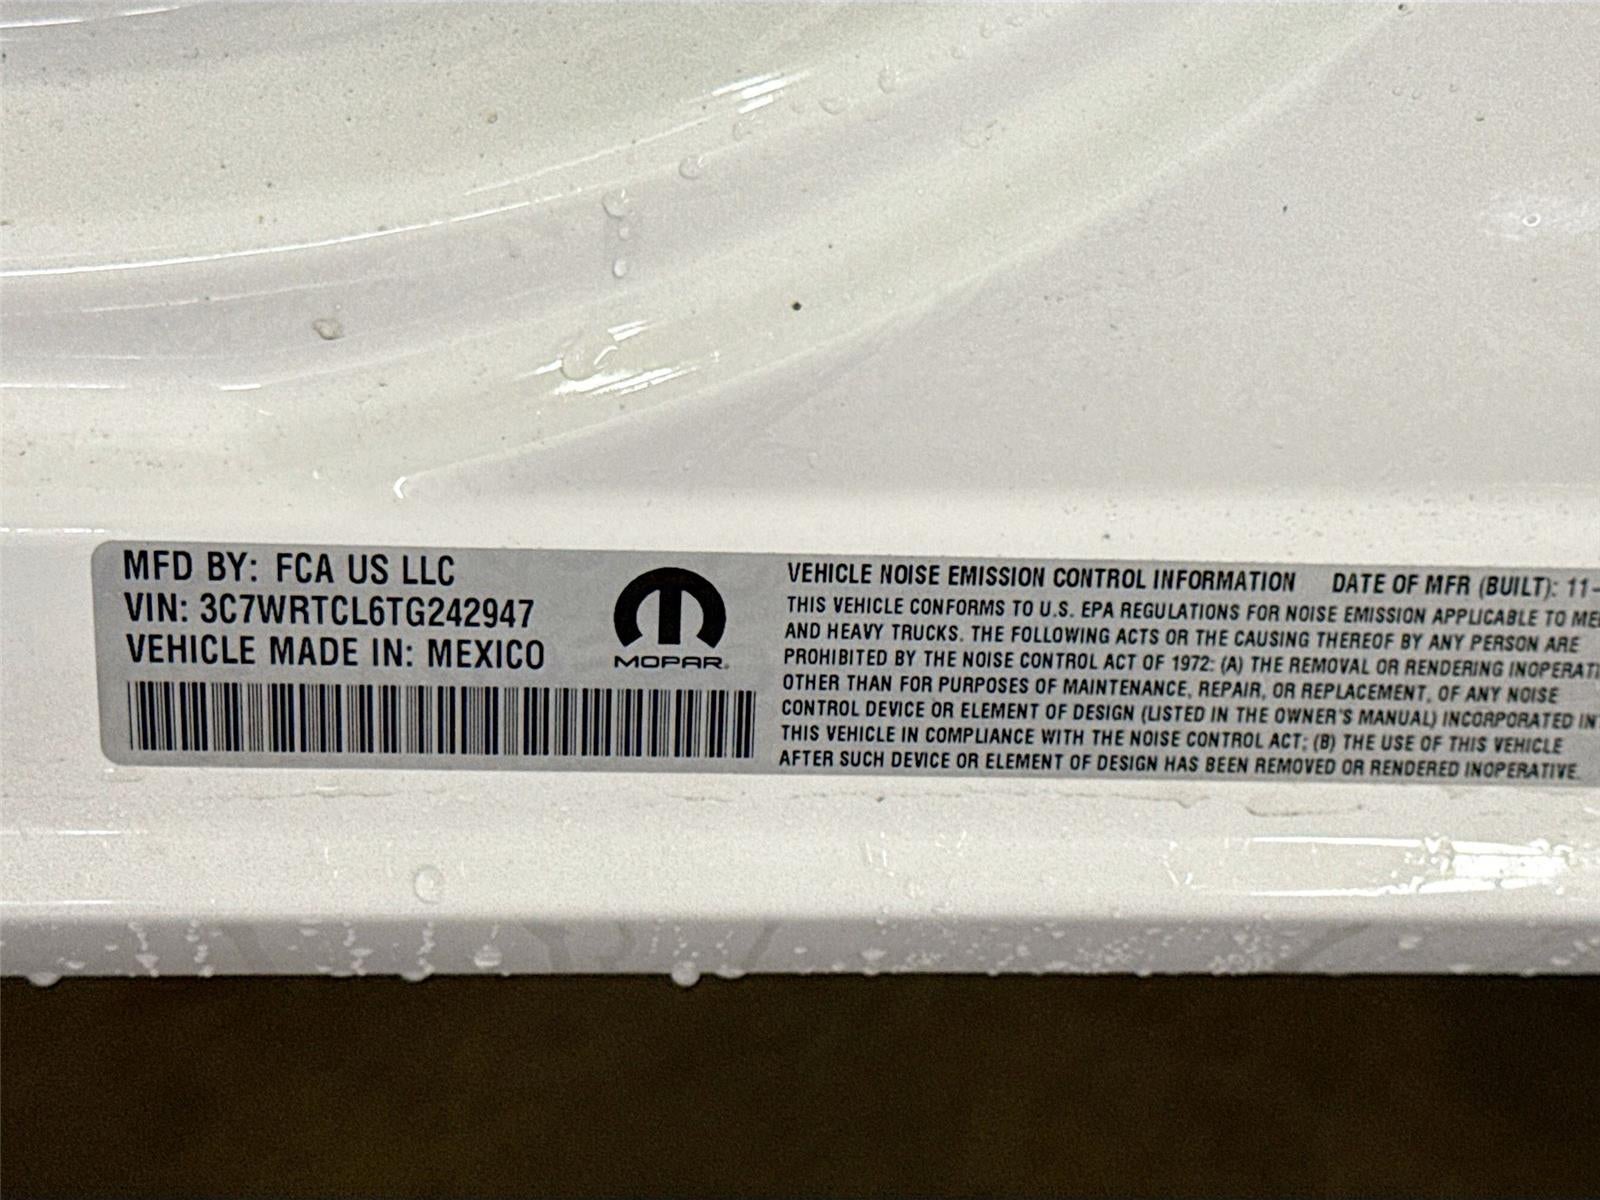 MFD BY: FCA US LLC
VIN: 3C7WRTCL6TG242947
VEHICLE MADE IN: MEXICO
MOPAR®
VEHICLE NOISE EMISSION CONTROL INFORMATION DATE OF MFR (BUILT): 11-
THIS VEHICLE CONFORMS TO U.S. EPA REGULATIONS FOR NOISE EMISSION APPLICABLE TO ME
AND HEAVY TRUCKS. THE FOLLOWING ACTS OR THE CAUSING THEREOF BY ANY PERSON ARE
PROHIBITED BY THE NOISE CONTROL ACT OF 1972: (A) THE REMOVAL OR RENDERING INOPERATI
OTHER THAN FOR PURPOSES OF MAINTENANCE, REPAIR, OR REPLACEMENT, OF ANY NOISE
CONTROL DEVICE OR ELEMENT OF DESIGN (LISTED IN THE OWNER'S MANUAL) INCORPORATED IN
THIS VEHICLE IN COMPLIANCE WITH THE NOISE CONTROL ACT; (B) THE USE OF THIS VEHICLE
AFTER SUCH DEVICE OR ELEMENT OF DESIGN HAS BEEN REMOVED OR RENDERED INOPERATIVE.